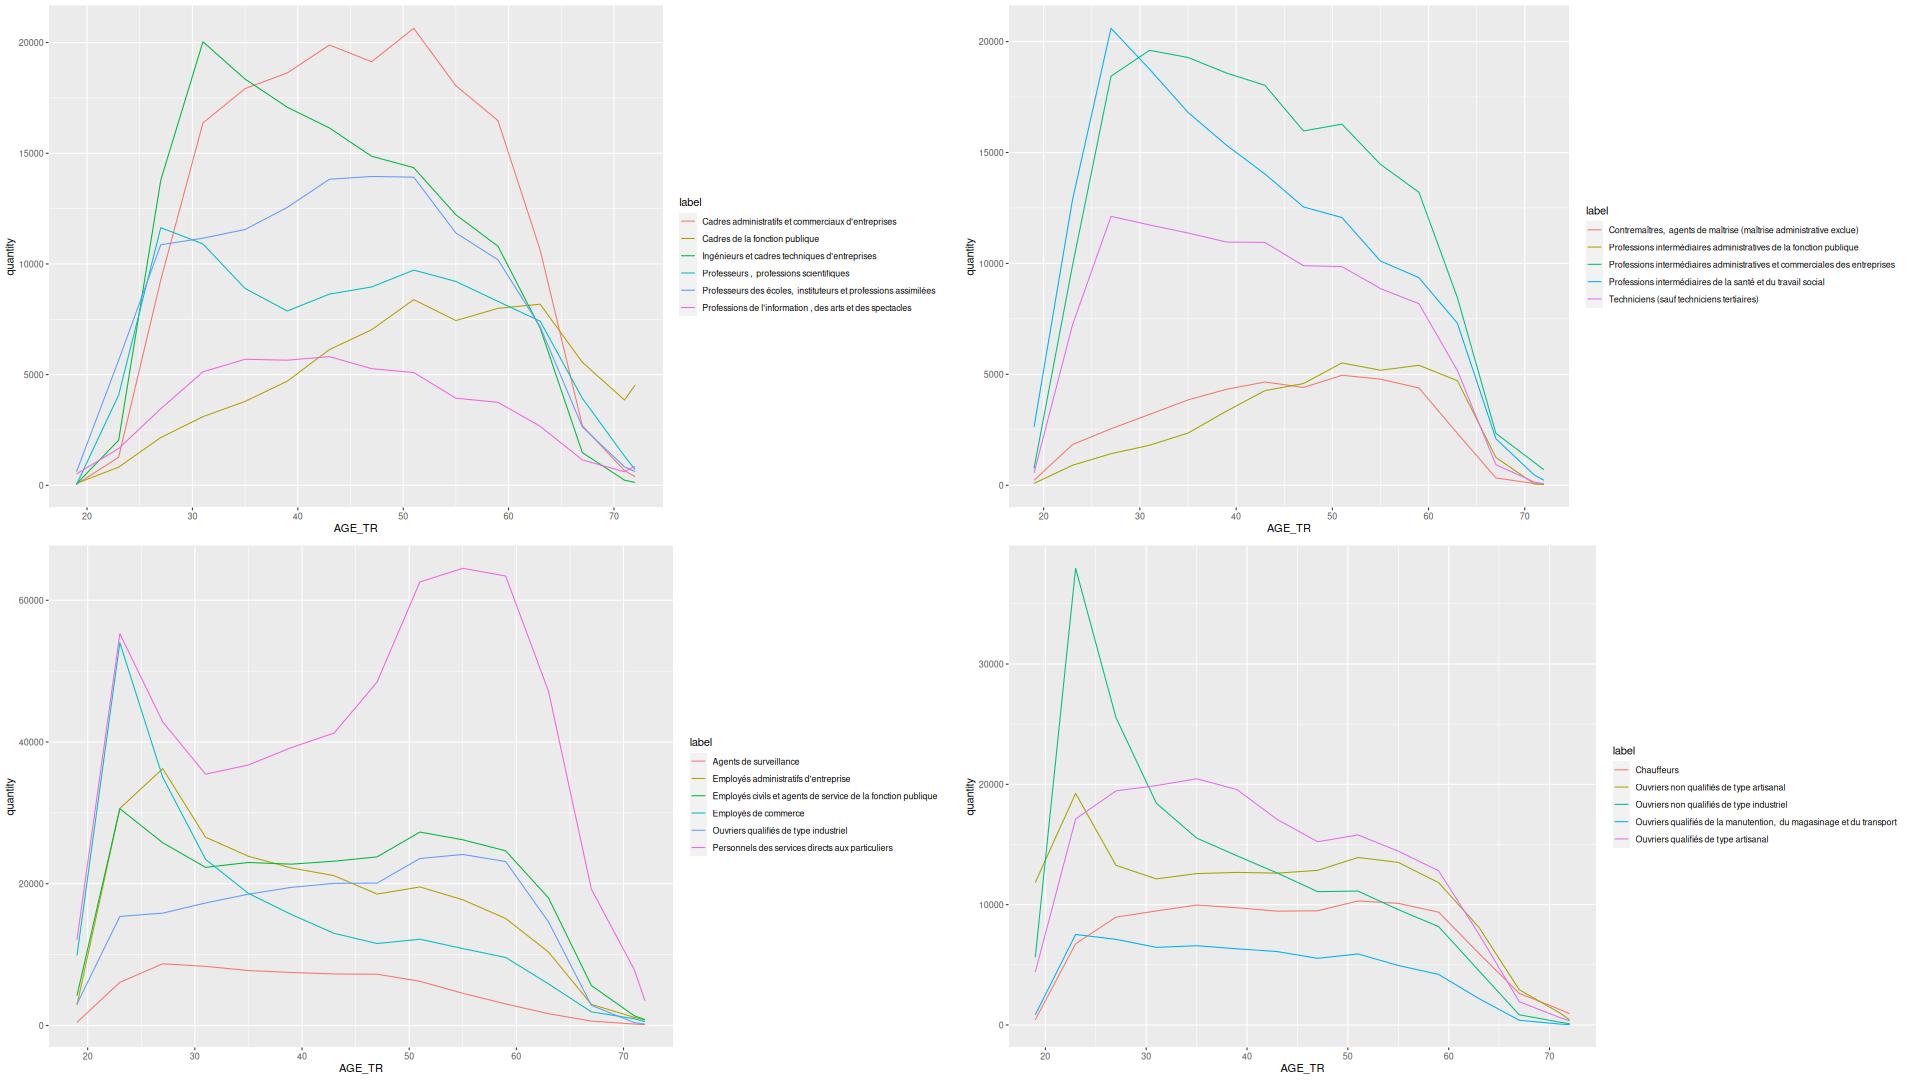 20000
15000
10000
5000
0
quantity
20 30 40 50 60 70
AGE_TR
label
Cadres administratifs et commerciaux d'entreprises
Cadres de la fonction publique
Ingénieurs et cadres techniques d'entreprises
Professeurs , professions scientifiques
Professeurs des écoles, instituteurs et professions assimilées
Professions de l'information , des arts et des spectacles
20000
15000
10000
5000
0
quantity
20 30 40 50 60 70
AGE_TR
label
Contremaîtres, agents de maîtrise (maîtrise administrative exclue)
Professions intermédiaires administratives de la fonction publique
Professions intermédiaires administratives et commerciales des entreprises
Professions intermédiaires de la santé et du travail social
Techniciens (sauf techniciens tertiaires)
60000
40000
20000
0
quantity
20 30 40 50 60 70
AGE_TR
label
Agents de surveillance
Employés administratifs d'entreprise
Employés civils et agents de service de la fonction publique
Employés de commerce
Ouvriers qualifiés de type industriel
Personnels des services directs aux particuliers
30000
20000
10000
0
quantity
20 30 40 50 60 70
AGE_TR
label
Chauffeurs
Ouvriers non qualifiés de type artisanal
Ouvriers non qualifiés de type industriel
Ouvriers qualifiés de la manutention, du magasinage et du transport
Ouvriers qualifiés de type artisanal